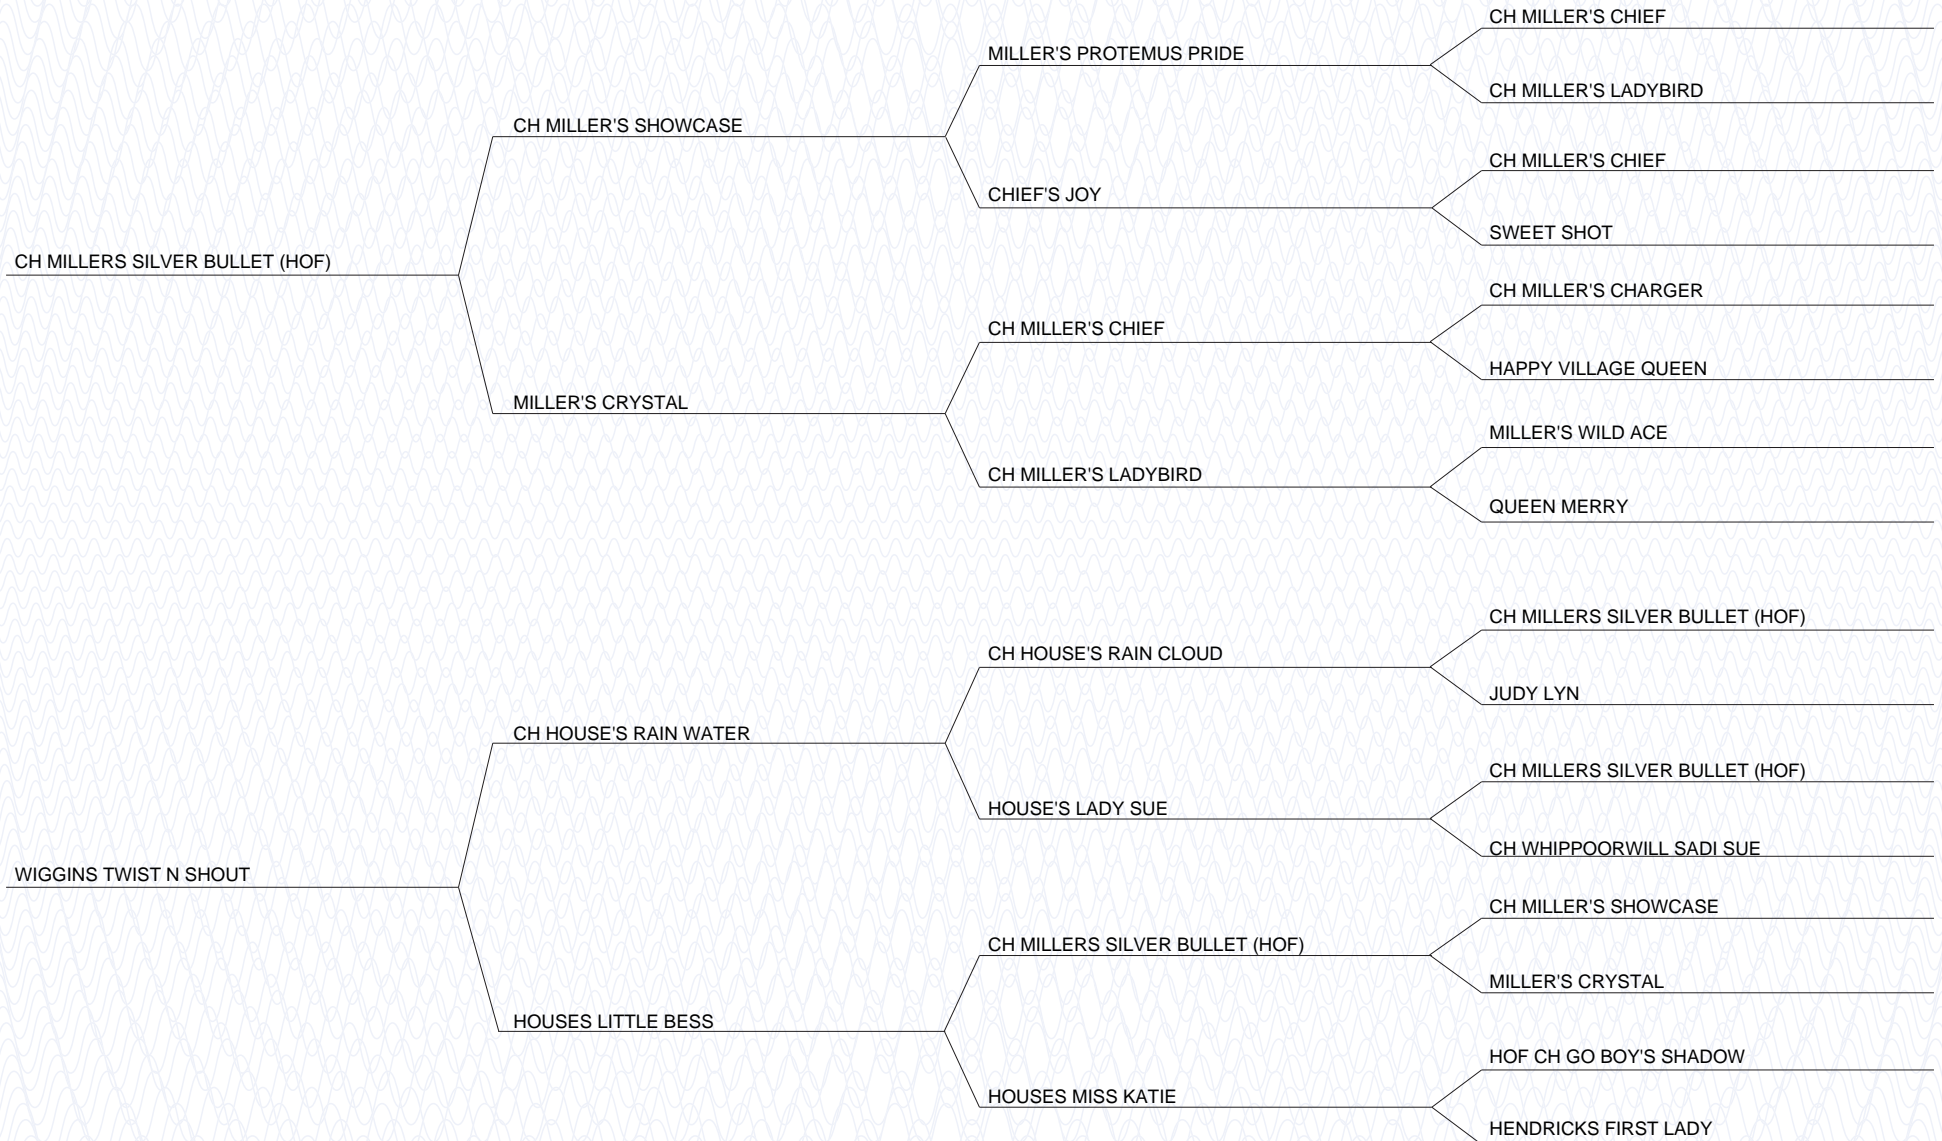 CH MILLER'S CHIEF
MILLER'S PROTEMUS PRIDE
CH MILLER'S LADYBIRD
CH MILLER'S SHOWCASE
CH MILLER'S CHIEF
CHIEF'S JOY
SWEET SHOT
CH MILLERS SILVER BULLET (HOF)
CH MILLER'S CHARGER
CH MILLER'S CHIEF
HAPPY VILLAGE QUEEN
MILLER'S CRYSTAL
MILLER'S WILD ACE
CH MILLER'S LADYBIRD
QUEEN MERRY
CH MILLERS SILVER BULLET (HOF)
CH HOUSE'S RAIN CLOUD
JUDY LYN
CH HOUSE'S RAIN WATER
CH MILLERS SILVER BULLET (HOF)
HOUSE'S LADY SUE
CH WHIPPOORWILL SADI SUE
WIGGINS TWIST N SHOUT
CH MILLER'S SHOWCASE
CH MILLERS SILVER BULLET (HOF)
MILLER'S CRYSTAL
HOUSES LITTLE BESS
HOF CH GO BOY'S SHADOW
HOUSES MISS KATIE
HENDRICKS FIRST LADY